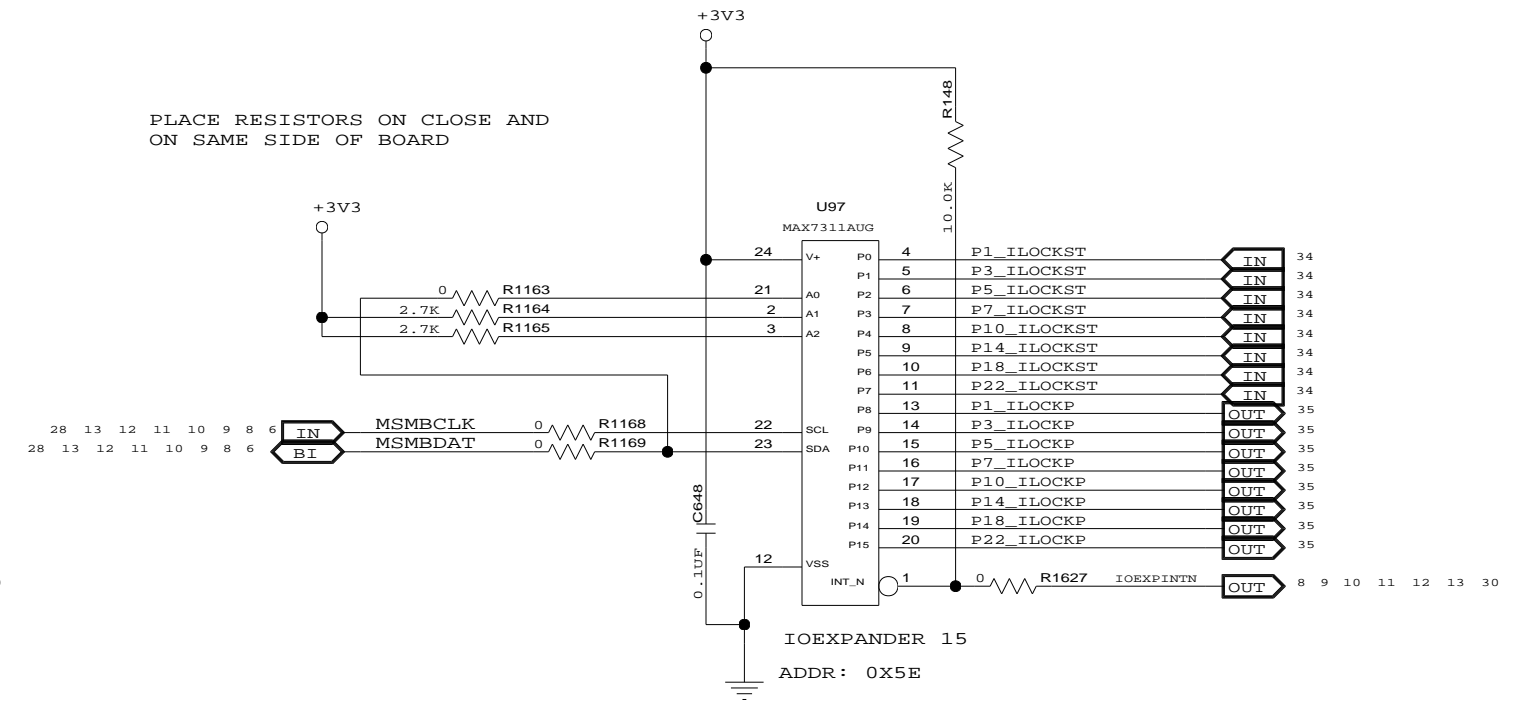 +3V3
PLACE RESISTORS ON CLOSE AND
ON SAME SIDE OF BOARD
R148
10.0K
+3V3
U97
MAX7311AUG
24 V+ P0 4 P1_ILOCKST IN 34
P1 5 P3_ILOCKST IN 34
0 R1163 21 A0 P2 6 P5_ILOCKST IN 34
2.7K R1164 2 A1 P3 7 P7_ILOCKST IN 34
2.7K R1165 3 A2 P4 8 P10_ILOCKST IN 34
P5 9 P14_ILOCKST IN 34
P6 10 P18_ILOCKST IN 34
P7 11 P22_ILOCKST IN 34
P8 13 P1_ILOCKP OUT 35
28 13 12 11 10 9 8 6 IN MSMBCLK 0 R1168 22 SCL P9 14 P3_ILOCKP OUT 35
28 13 12 11 10 9 8 6 BI MSMBDAT 0 R1169 23 SDA P10 15 P5_ILOCKP OUT 35
P11 16 P7_ILOCKP OUT 35
P12 17 P10_ILOCKP OUT 35
P13 18 P14_ILOCKP OUT 35
P14 19 P18_ILOCKP OUT 35
P15 20 P22_ILOCKP OUT 35
C648
0.1UF
12 VSS
INT_N 1 0 R1627 IOEXPINTN OUT 8 9 10 11 12 13 30
IOEXPANDER 15
ADDR: 0X5E